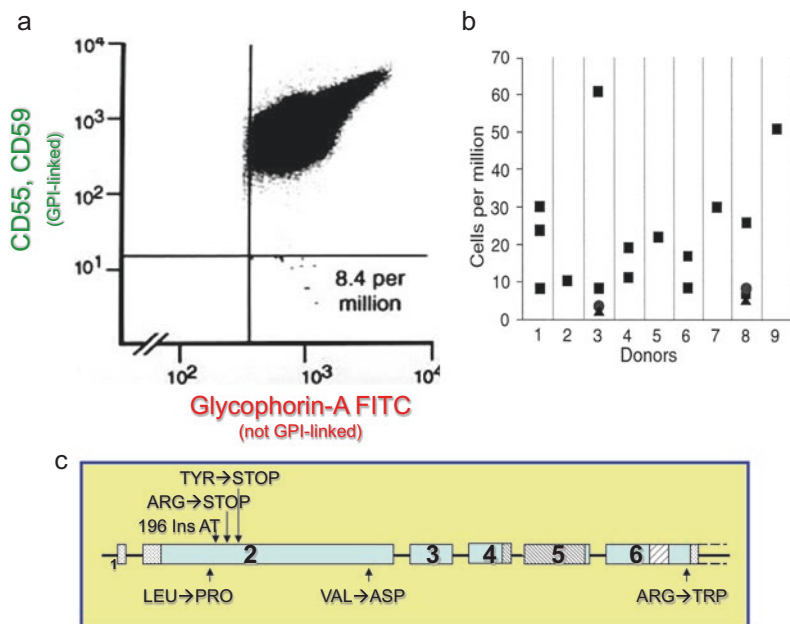 a
10⁴
10³
10²
10¹
CD55, CD59
(GPI-linked)
8.4 per
million
10²
10³
10⁴
Glycophorin-A FITC
(not GPI-linked)
b
70
60
50
40
30
20
10
0
Cells per million
1 2 3 4 5 6 7 8 9
Donors
c
TYR→STOP
ARG→STOP
196 Ins AT
1 2 3 4 5 6
LEU→PRO VAL→ASP ARG→TRP